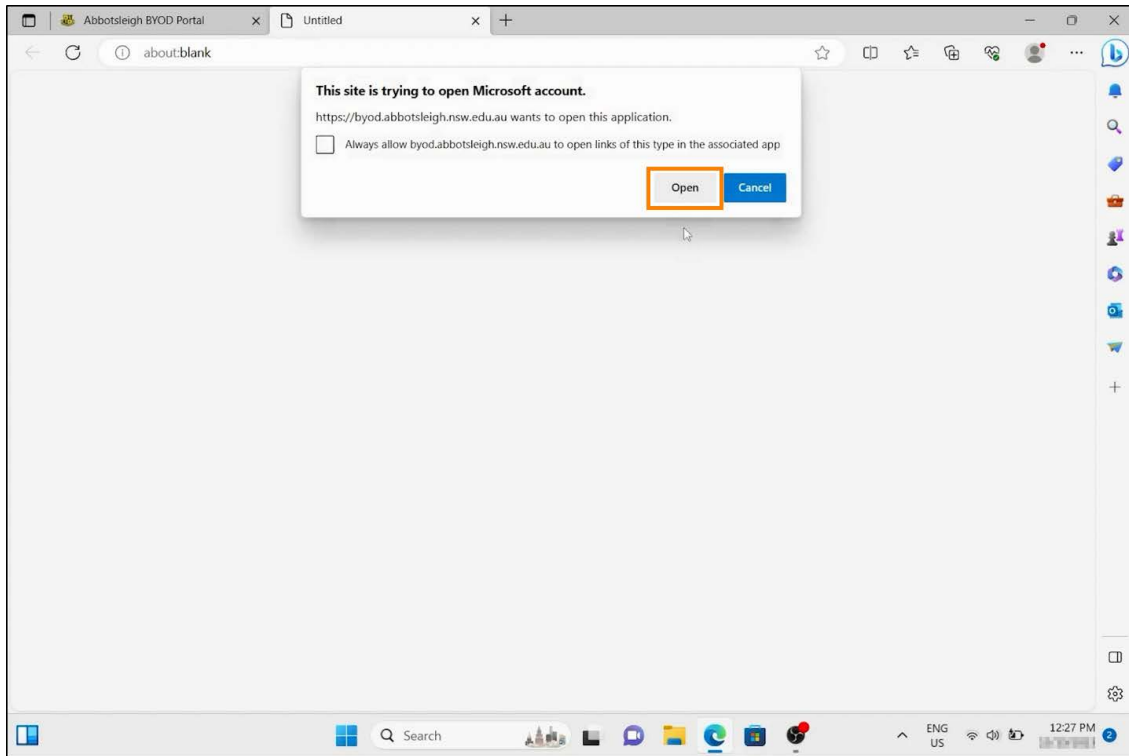 Abbotsleigh BYOD Portal
Untitled
about:blank
This site is trying to open Microsoft account.
https://byod.abbotsleigh.nsw.edu.au wants to open this application.
Always allow byod.abbotsleigh.nsw.edu.au to open links of this type in the associated app
Open Cancel
Search
ENG
US
12:27 PM
2